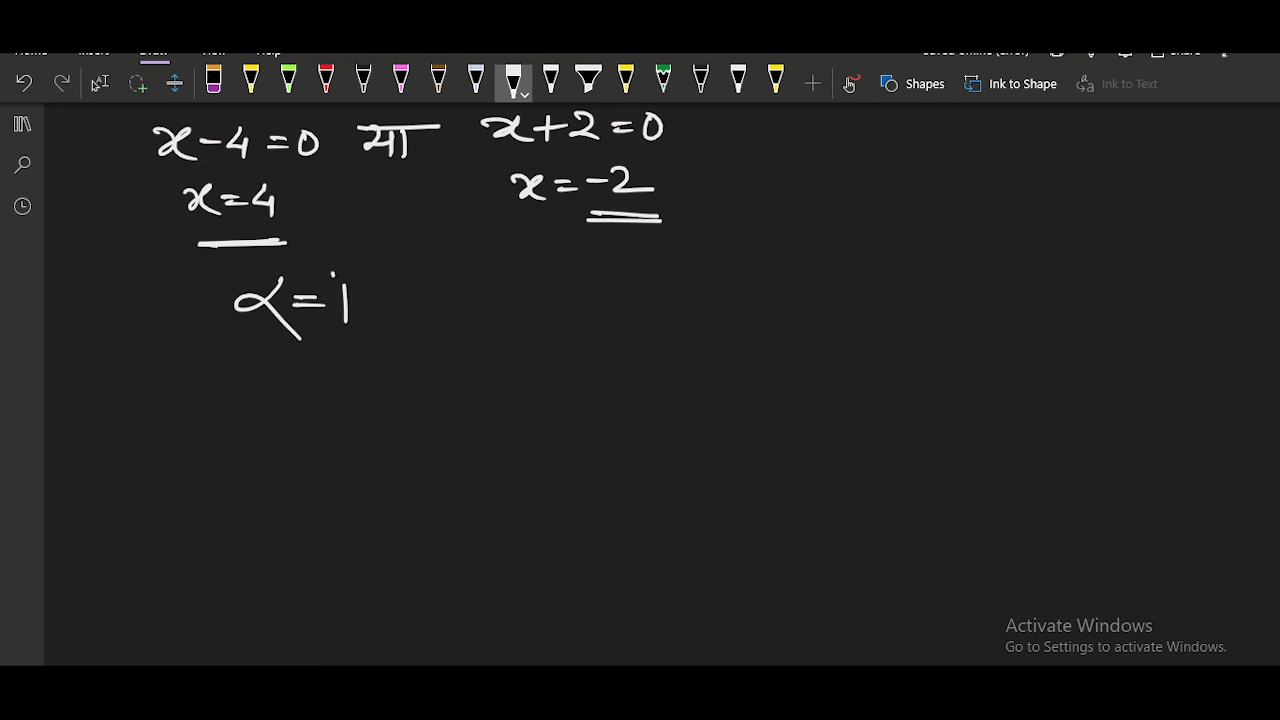 Ink to Shape
Shapes
Ink to Text
x-4=0 या x+2=0
x=4 x=-2
α=i
Activate Windows
Go to Settings to activate Windows.